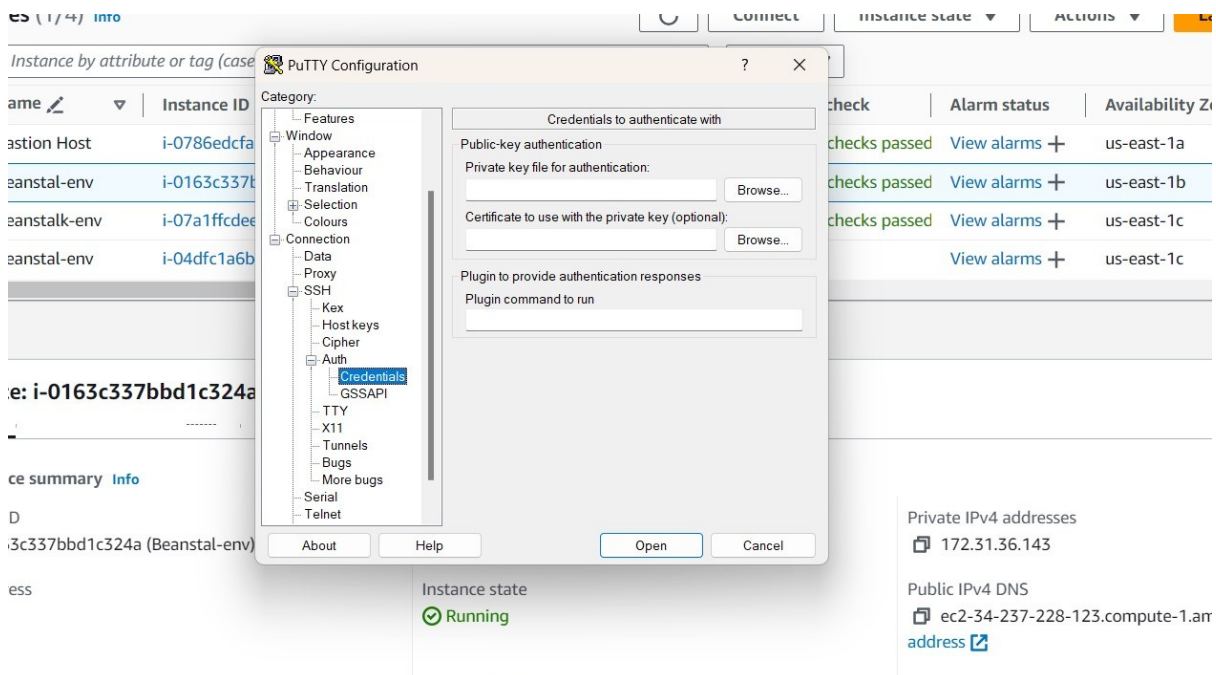 es (1/4) Info
Connect
Instance state
Actions
Instance by attribute or tag (case
PuTTY Configuration
?
ame
Instance ID
check
Alarm status
Availability Z
astion Host
i-0786edcfa
checks passed
View alarms
us-east-1a
eanstal-env
i-0163c337b
checks passed
View alarms
us-east-1b
eanstalk-env
i-07a1ffcdee
checks passed
View alarms
us-east-1c
eanstal-env
i-04dfc1a6b
View alarms
us-east-1c
Category:
Features
Window
Appearance
Behaviour
Translation
Selection
Colours
Connection
Data
Proxy
SSH
Kex
Host keys
Cipher
Auth
Credentials
GSSAPI
TTY
X11
Tunnels
Bugs
More bugs
Serial
Telnet
Credentials to authenticate with
Public-key authentication
Private key file for authentication:
Browse...
Certificate to use with the private key (optional):
Browse...
Plugin to provide authentication responses
Plugin command to run
About
Help
Open
Cancel
e: i-0163c337bbd1c324a
ce summary Info
D
3c337bbd1c324a (Beanstal-env)
ess
Instance state
Running
Private IPv4 addresses
172.31.36.143
Public IPv4 DNS
ec2-34-237-228-123.compute-1.am
address